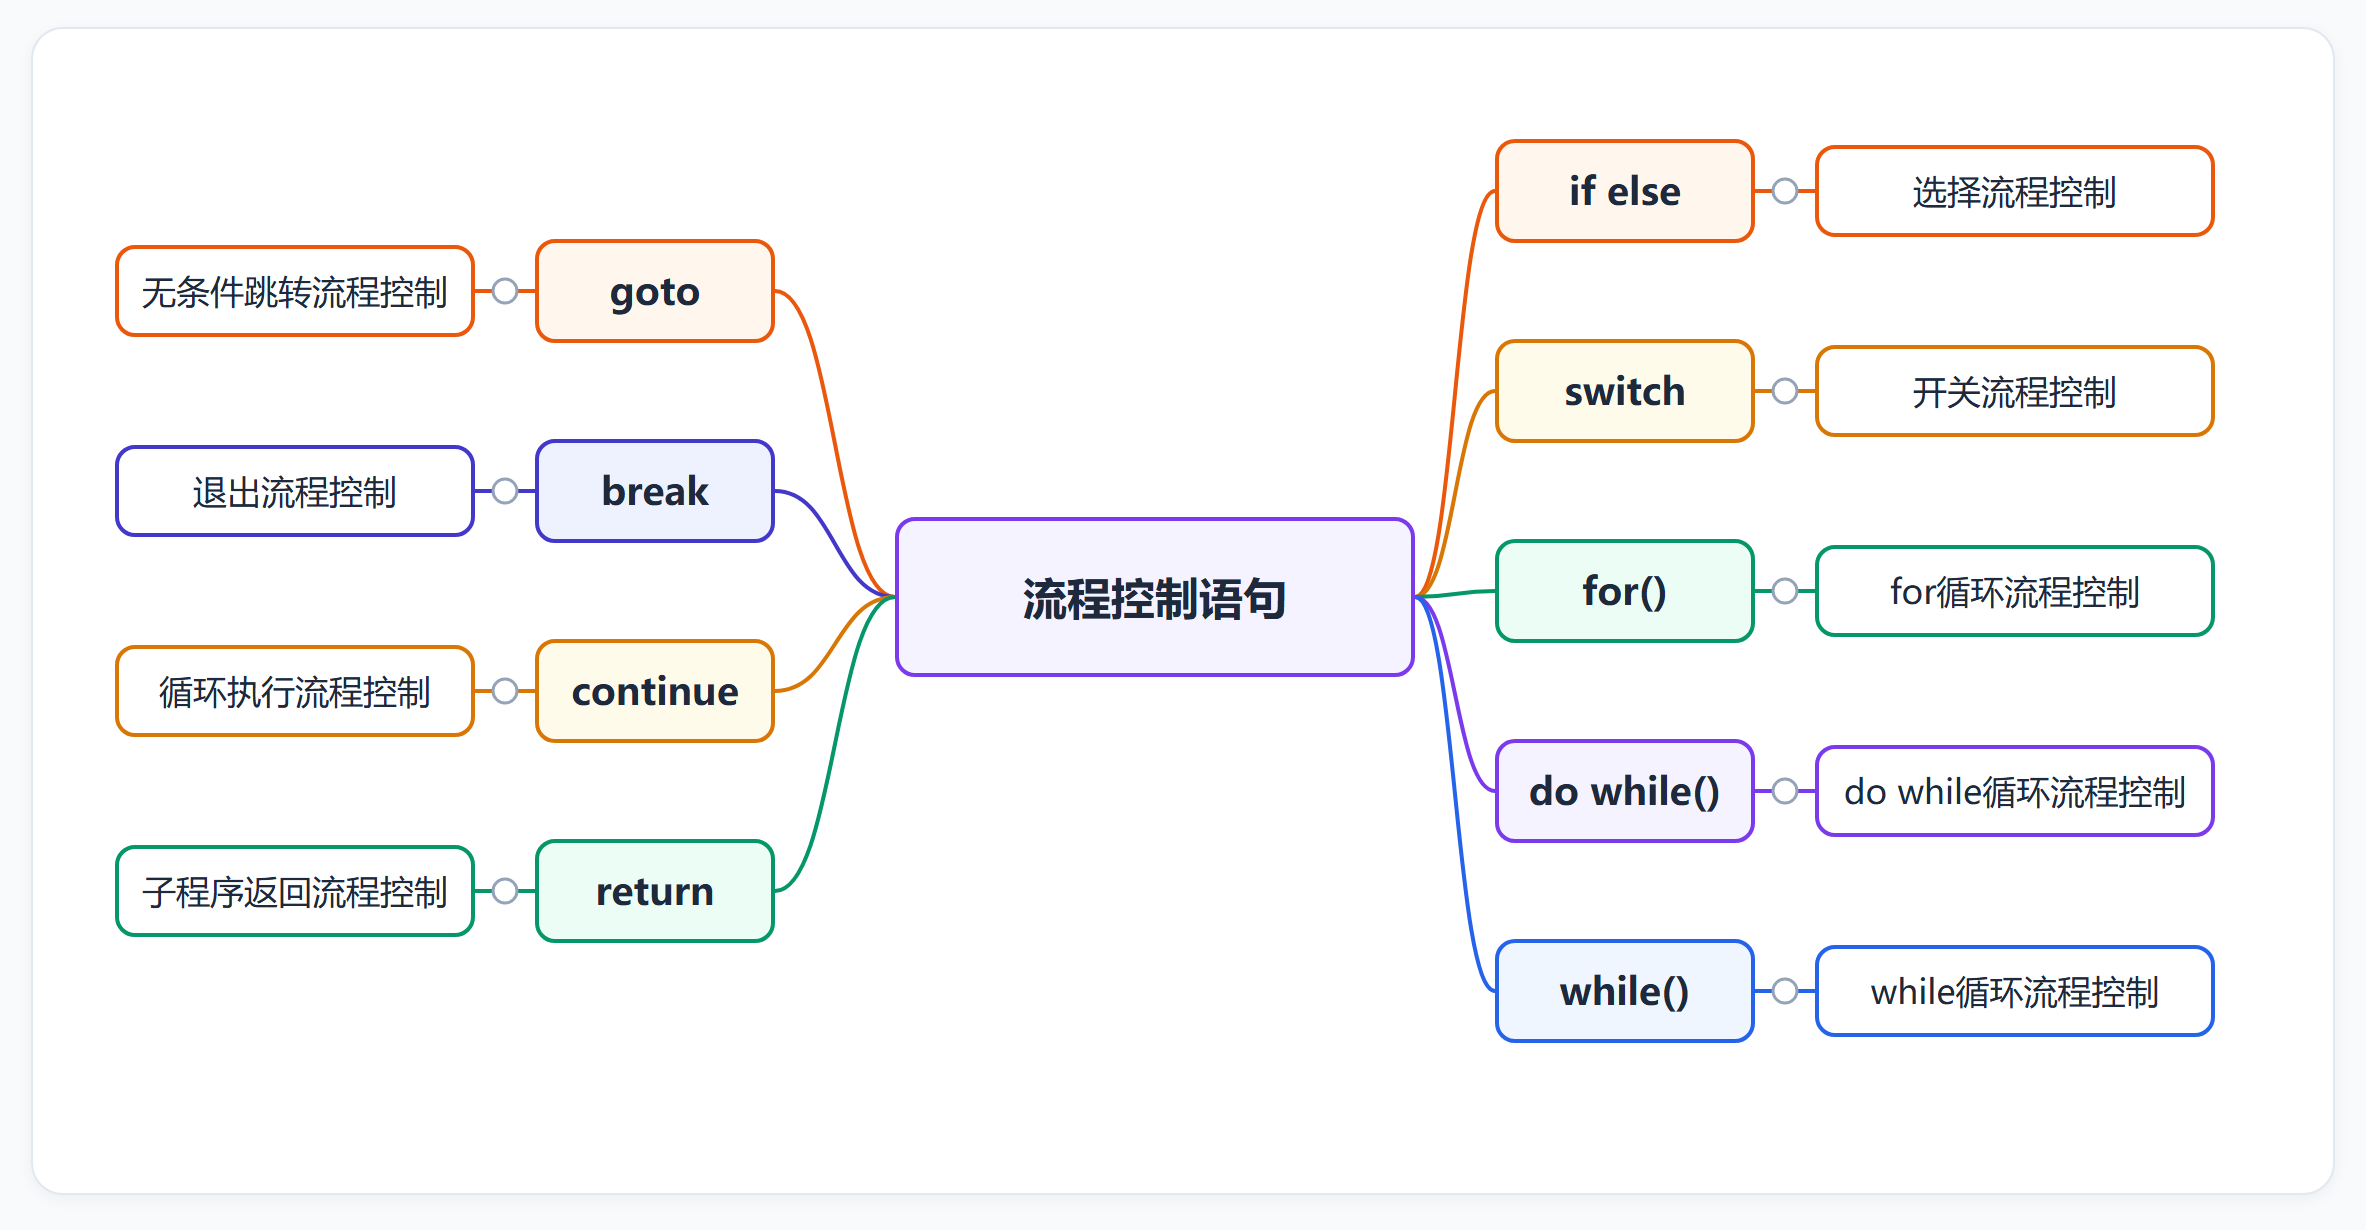 流程控制语句
if else
选择流程控制
switch
开关流程控制
for()
for循环流程控制
do while()
do while循环流程控制
while()
while循环流程控制
goto
无条件跳转流程控制
break
退出流程控制
continue
循环执行流程控制
return
子程序返回流程控制